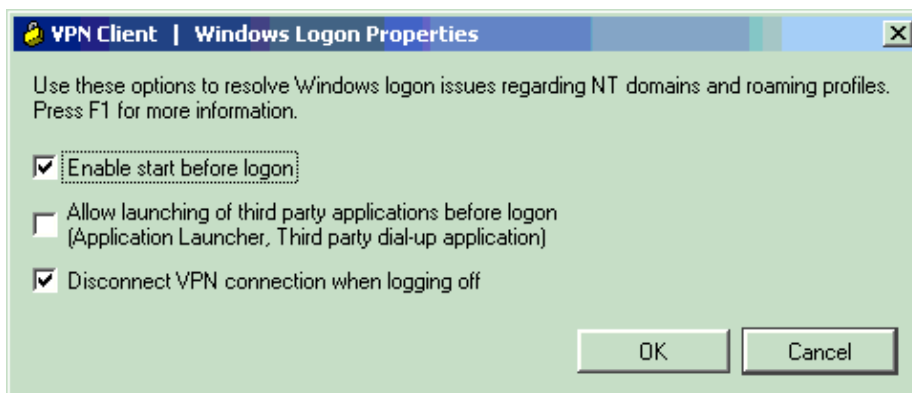 VPN Client | Windows Logon Properties
Use these options to resolve Windows logon issues regarding NT domains and roaming profiles.
Press F1 for more information.
Enable start before logon
Allow launching of third party applications before logon
(Application Launcher, Third party dial-up application)
Disconnect VPN connection when logging off
OK Cancel